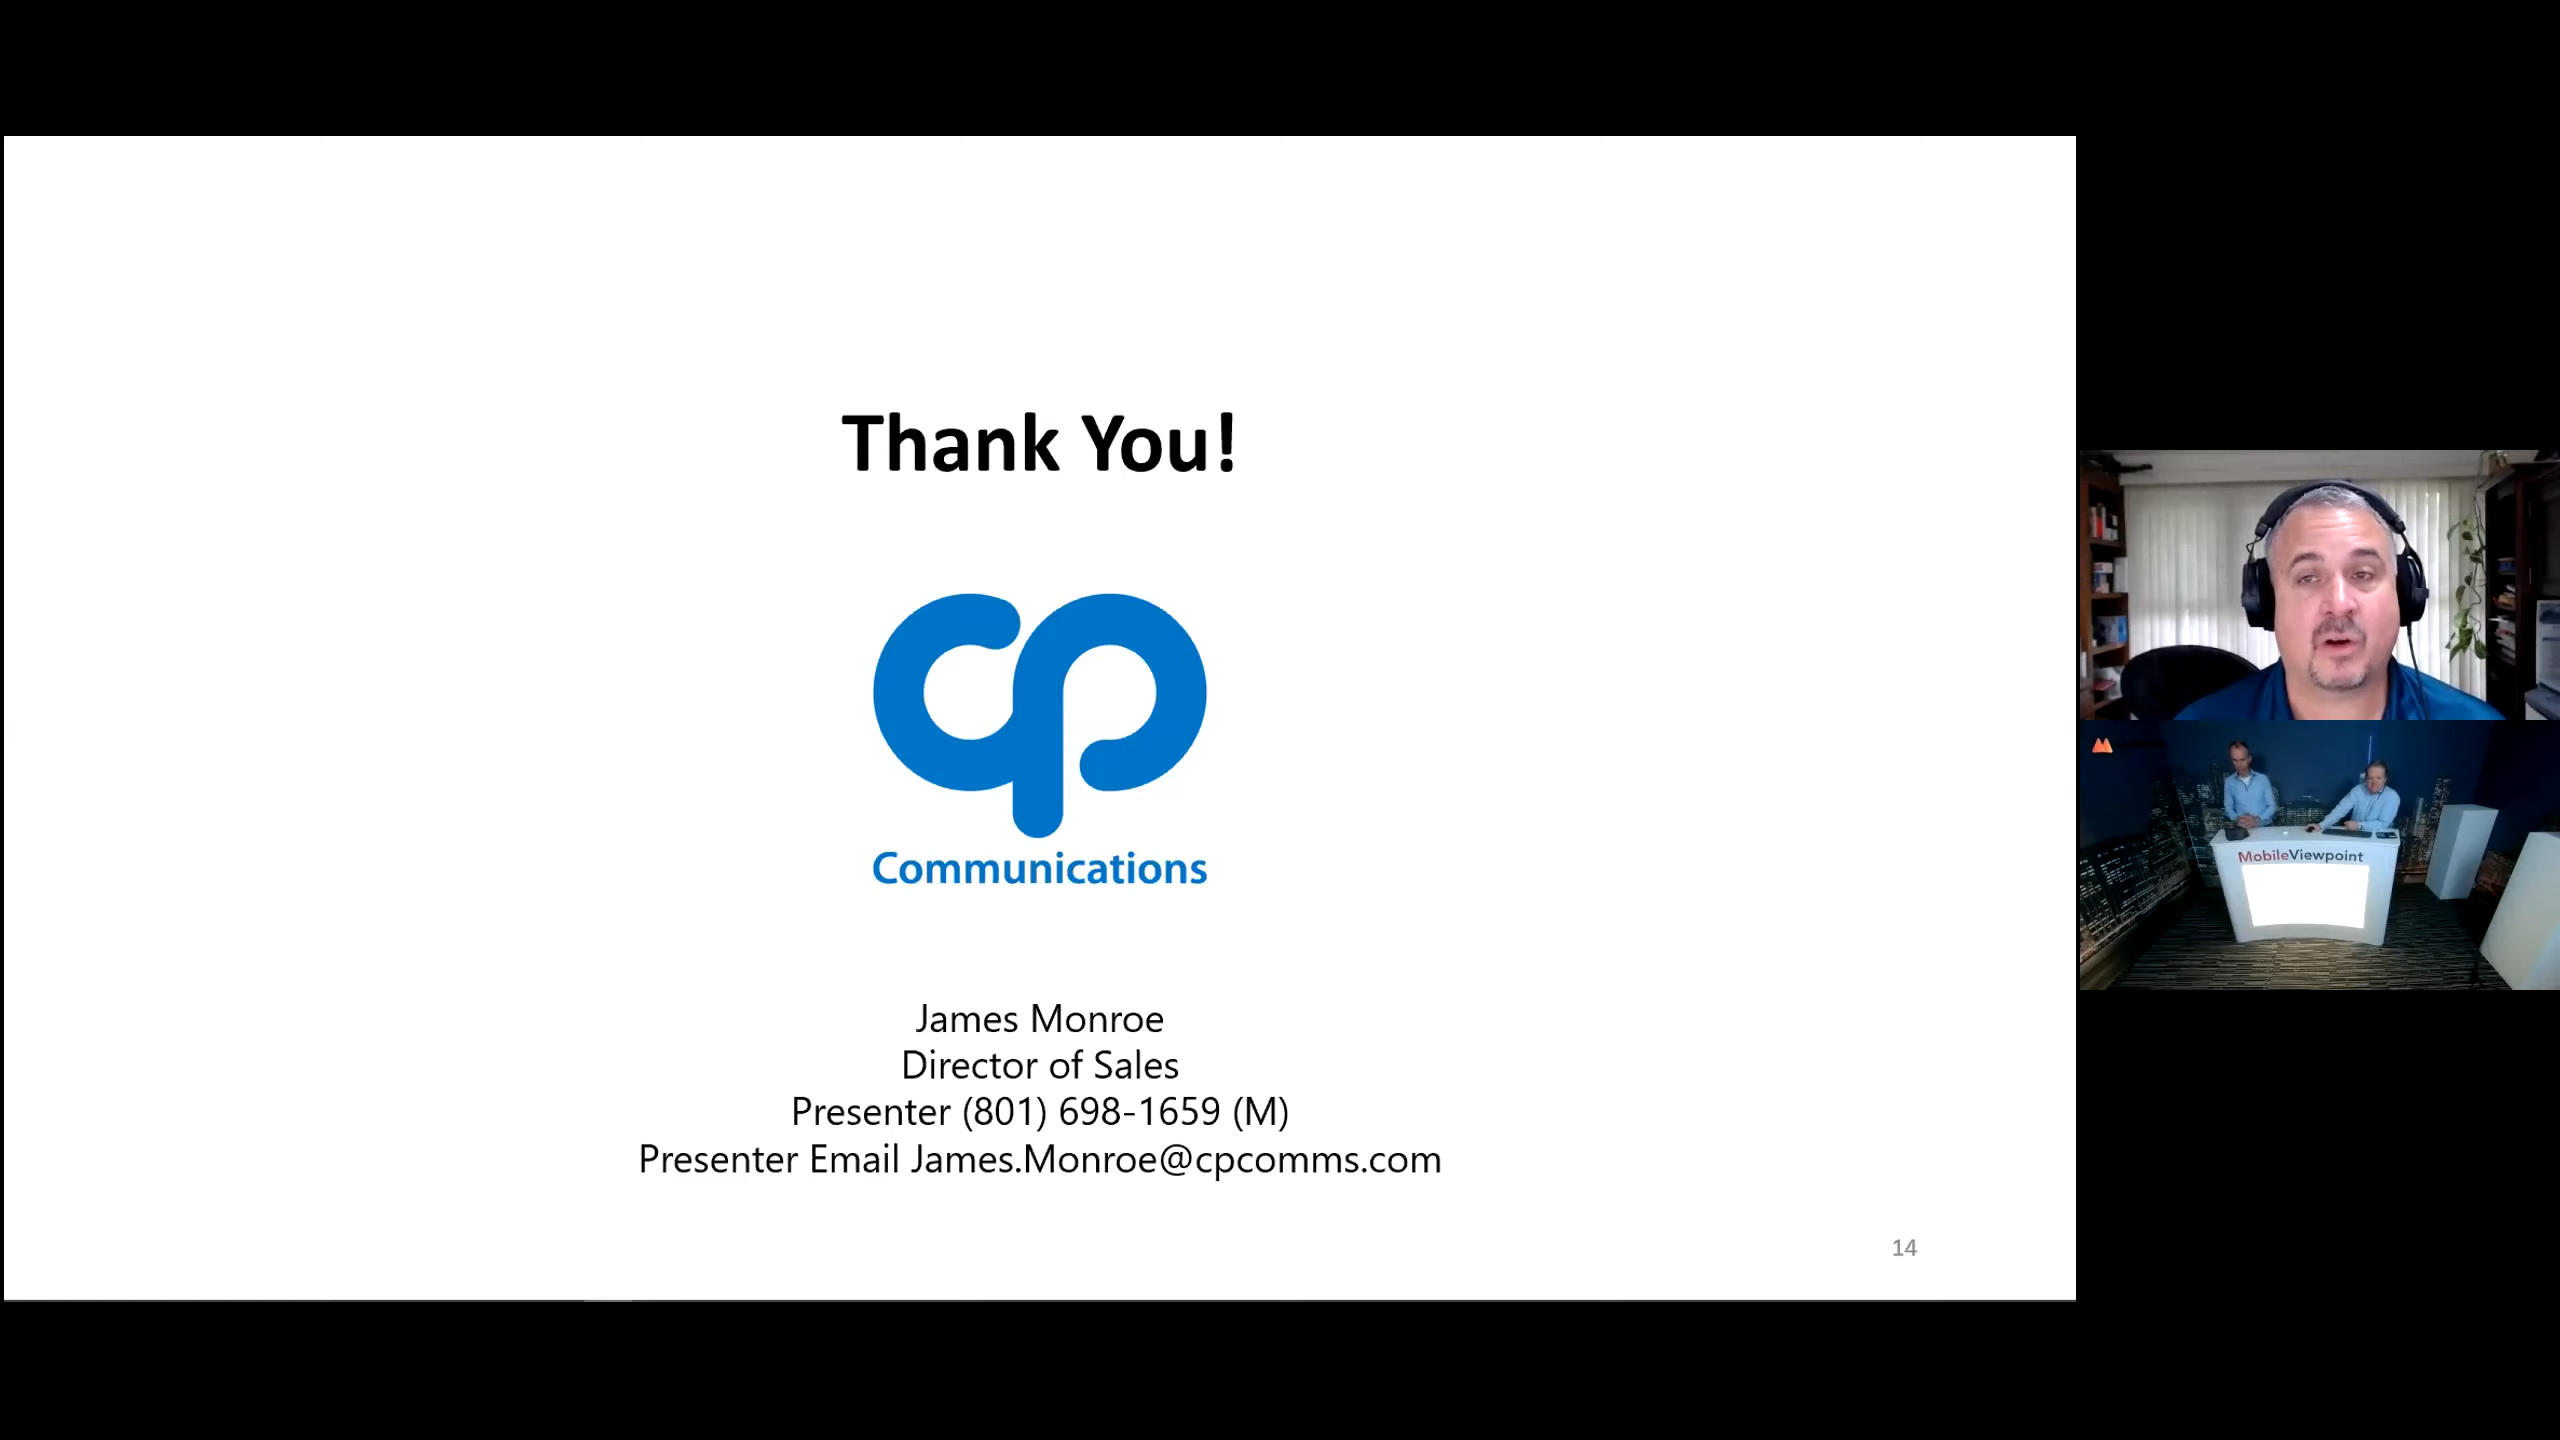 Thank You!
cp
Communications
James Monroe
Director of Sales
Presenter (801) 698-1659 (M)
Presenter Email James.Monroe@cpcomms.com
14
MobileViewpoint